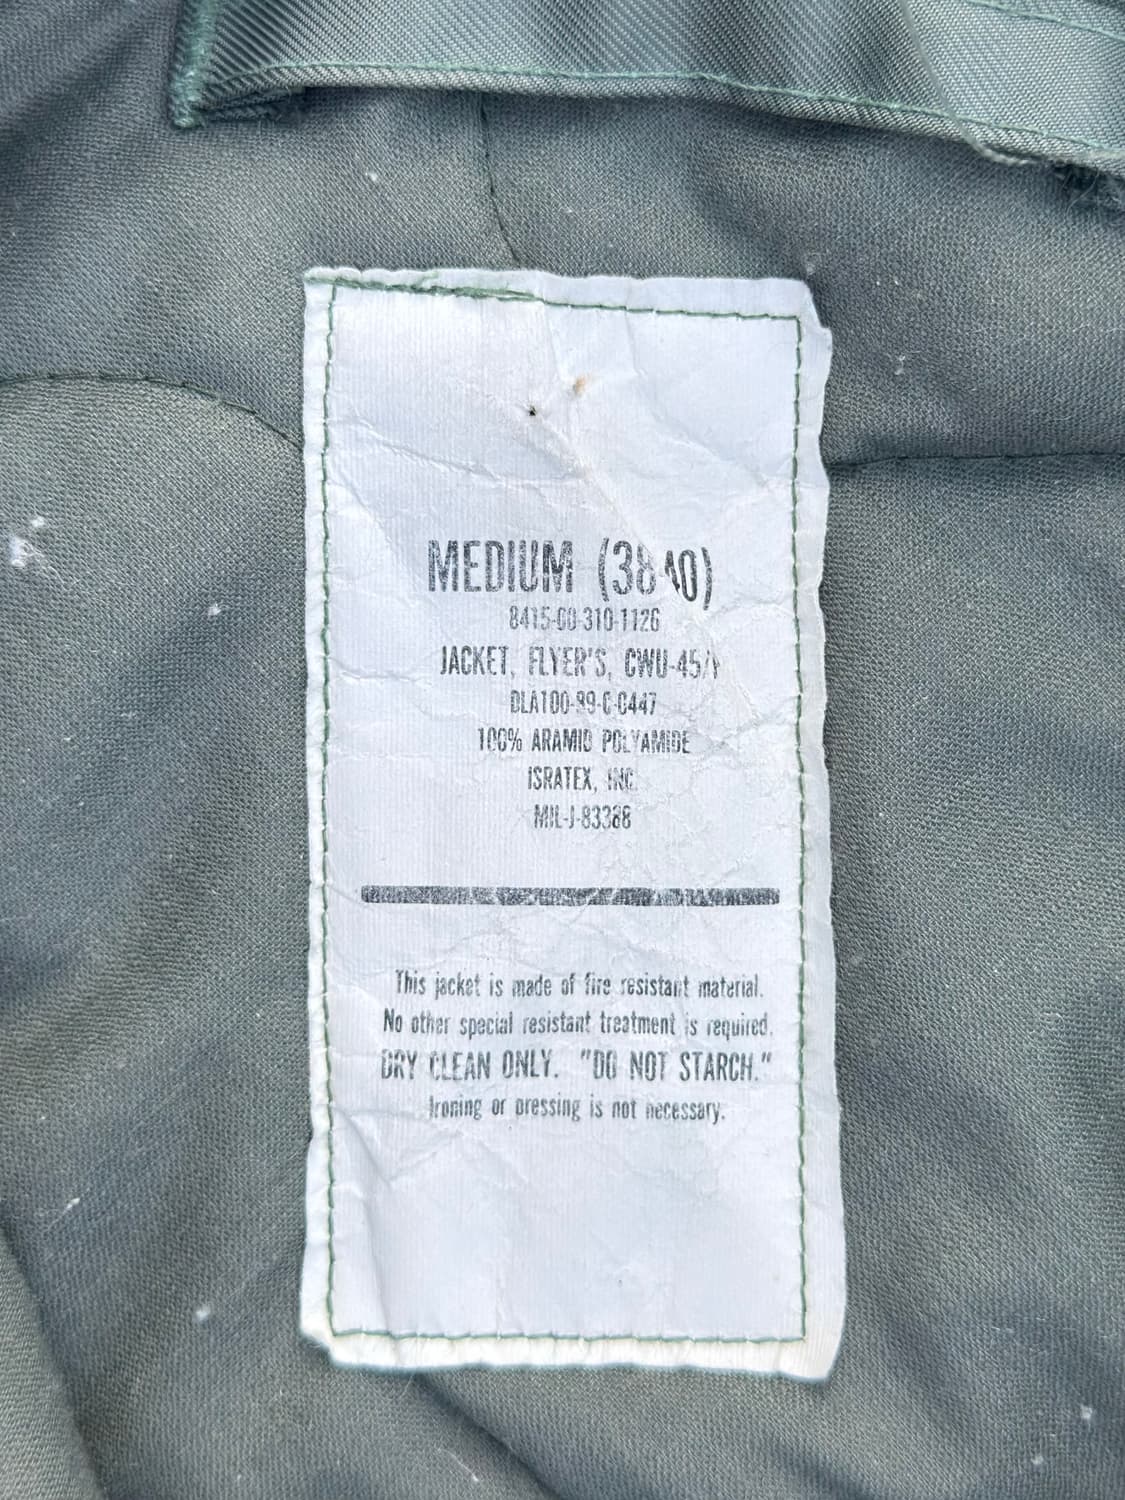 MEDIUM (38-40)
8415-00-310-1126
JACKET, FLYER'S, CWU-45/P
DLA100-89-C-0447
100% ARAMID POLYAMIDE
ISRATEX, INC.
MIL-J-83388
This jacket is made of fire resistant material.
No other special resistant treatment is required.
DRY CLEAN ONLY. "DO NOT STARCH."
Ironing or pressing is not necessary.